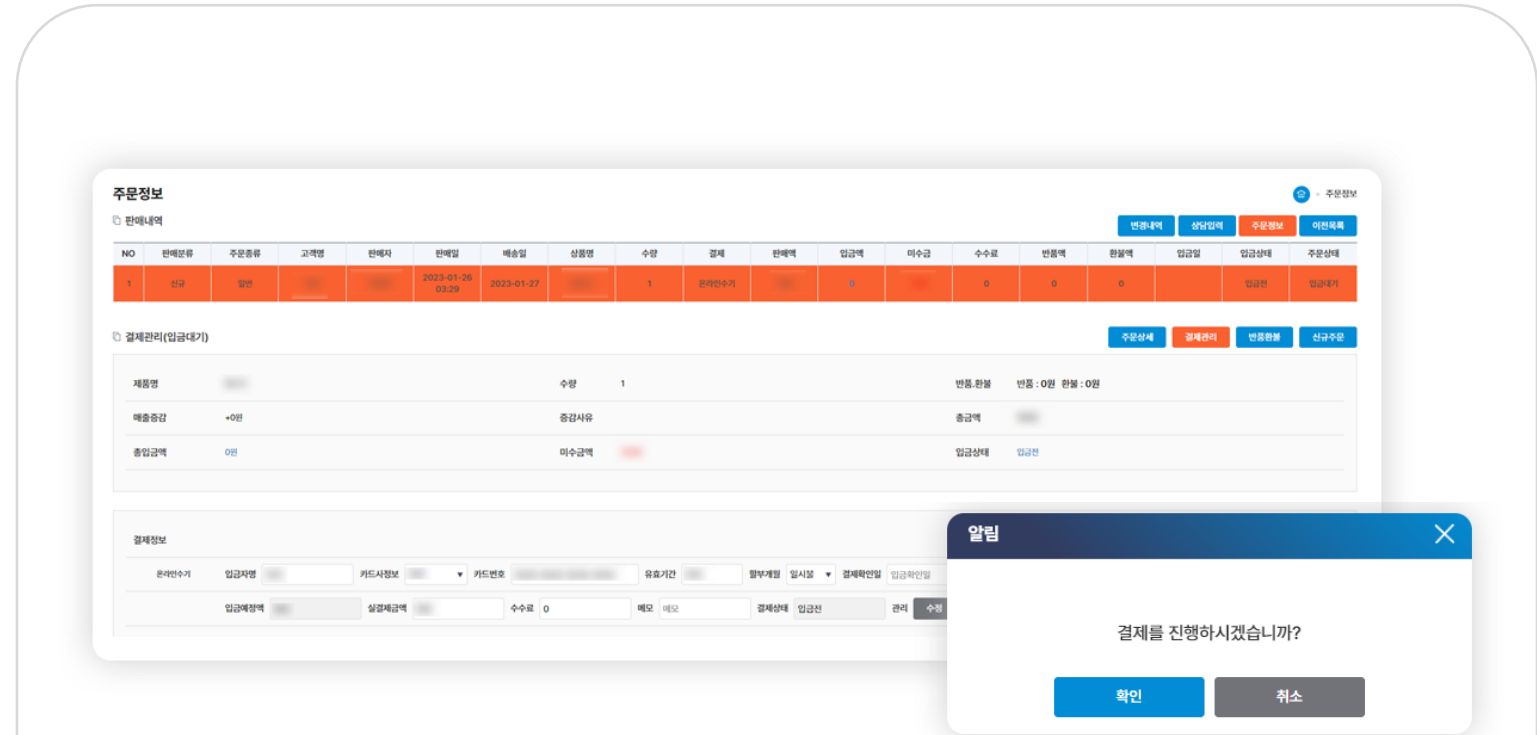 주문정보
주문정보
판매내역
변경내역 상담입력 주문정보 이전목록
NO 판매분류 주문종류 고객명 판매자 판매일 배송일 상품명 수량 결제 판매액 입금액 미수금 수수료 반품액 환불액 입금일 입금상태 주문상태
1 신규 일반 2023-01-26 03:29 2023-01-27 1 온라인수기 0 0 0 0 입금전 입금대기
결제관리(입금대기)
주문상세 결제관리 반품환불 신규주문
제품명 수량 1 반품.환불 반품 : 0원 환불 : 0원
매출증감 +0원 증감사유 총금액
총입금액 0원 미수금액 입금상태 입금전
결제정보
온라인수기 입금자명 카드사정보 카드번호 유효기간 할부개월 일시불 결제확인일 입금확인일
입금예정액 실결제금액 수수료 0 메모 메모 결제상태 입금전 관리 수정
알림
결제를 진행하시겠습니까?
확인 취소